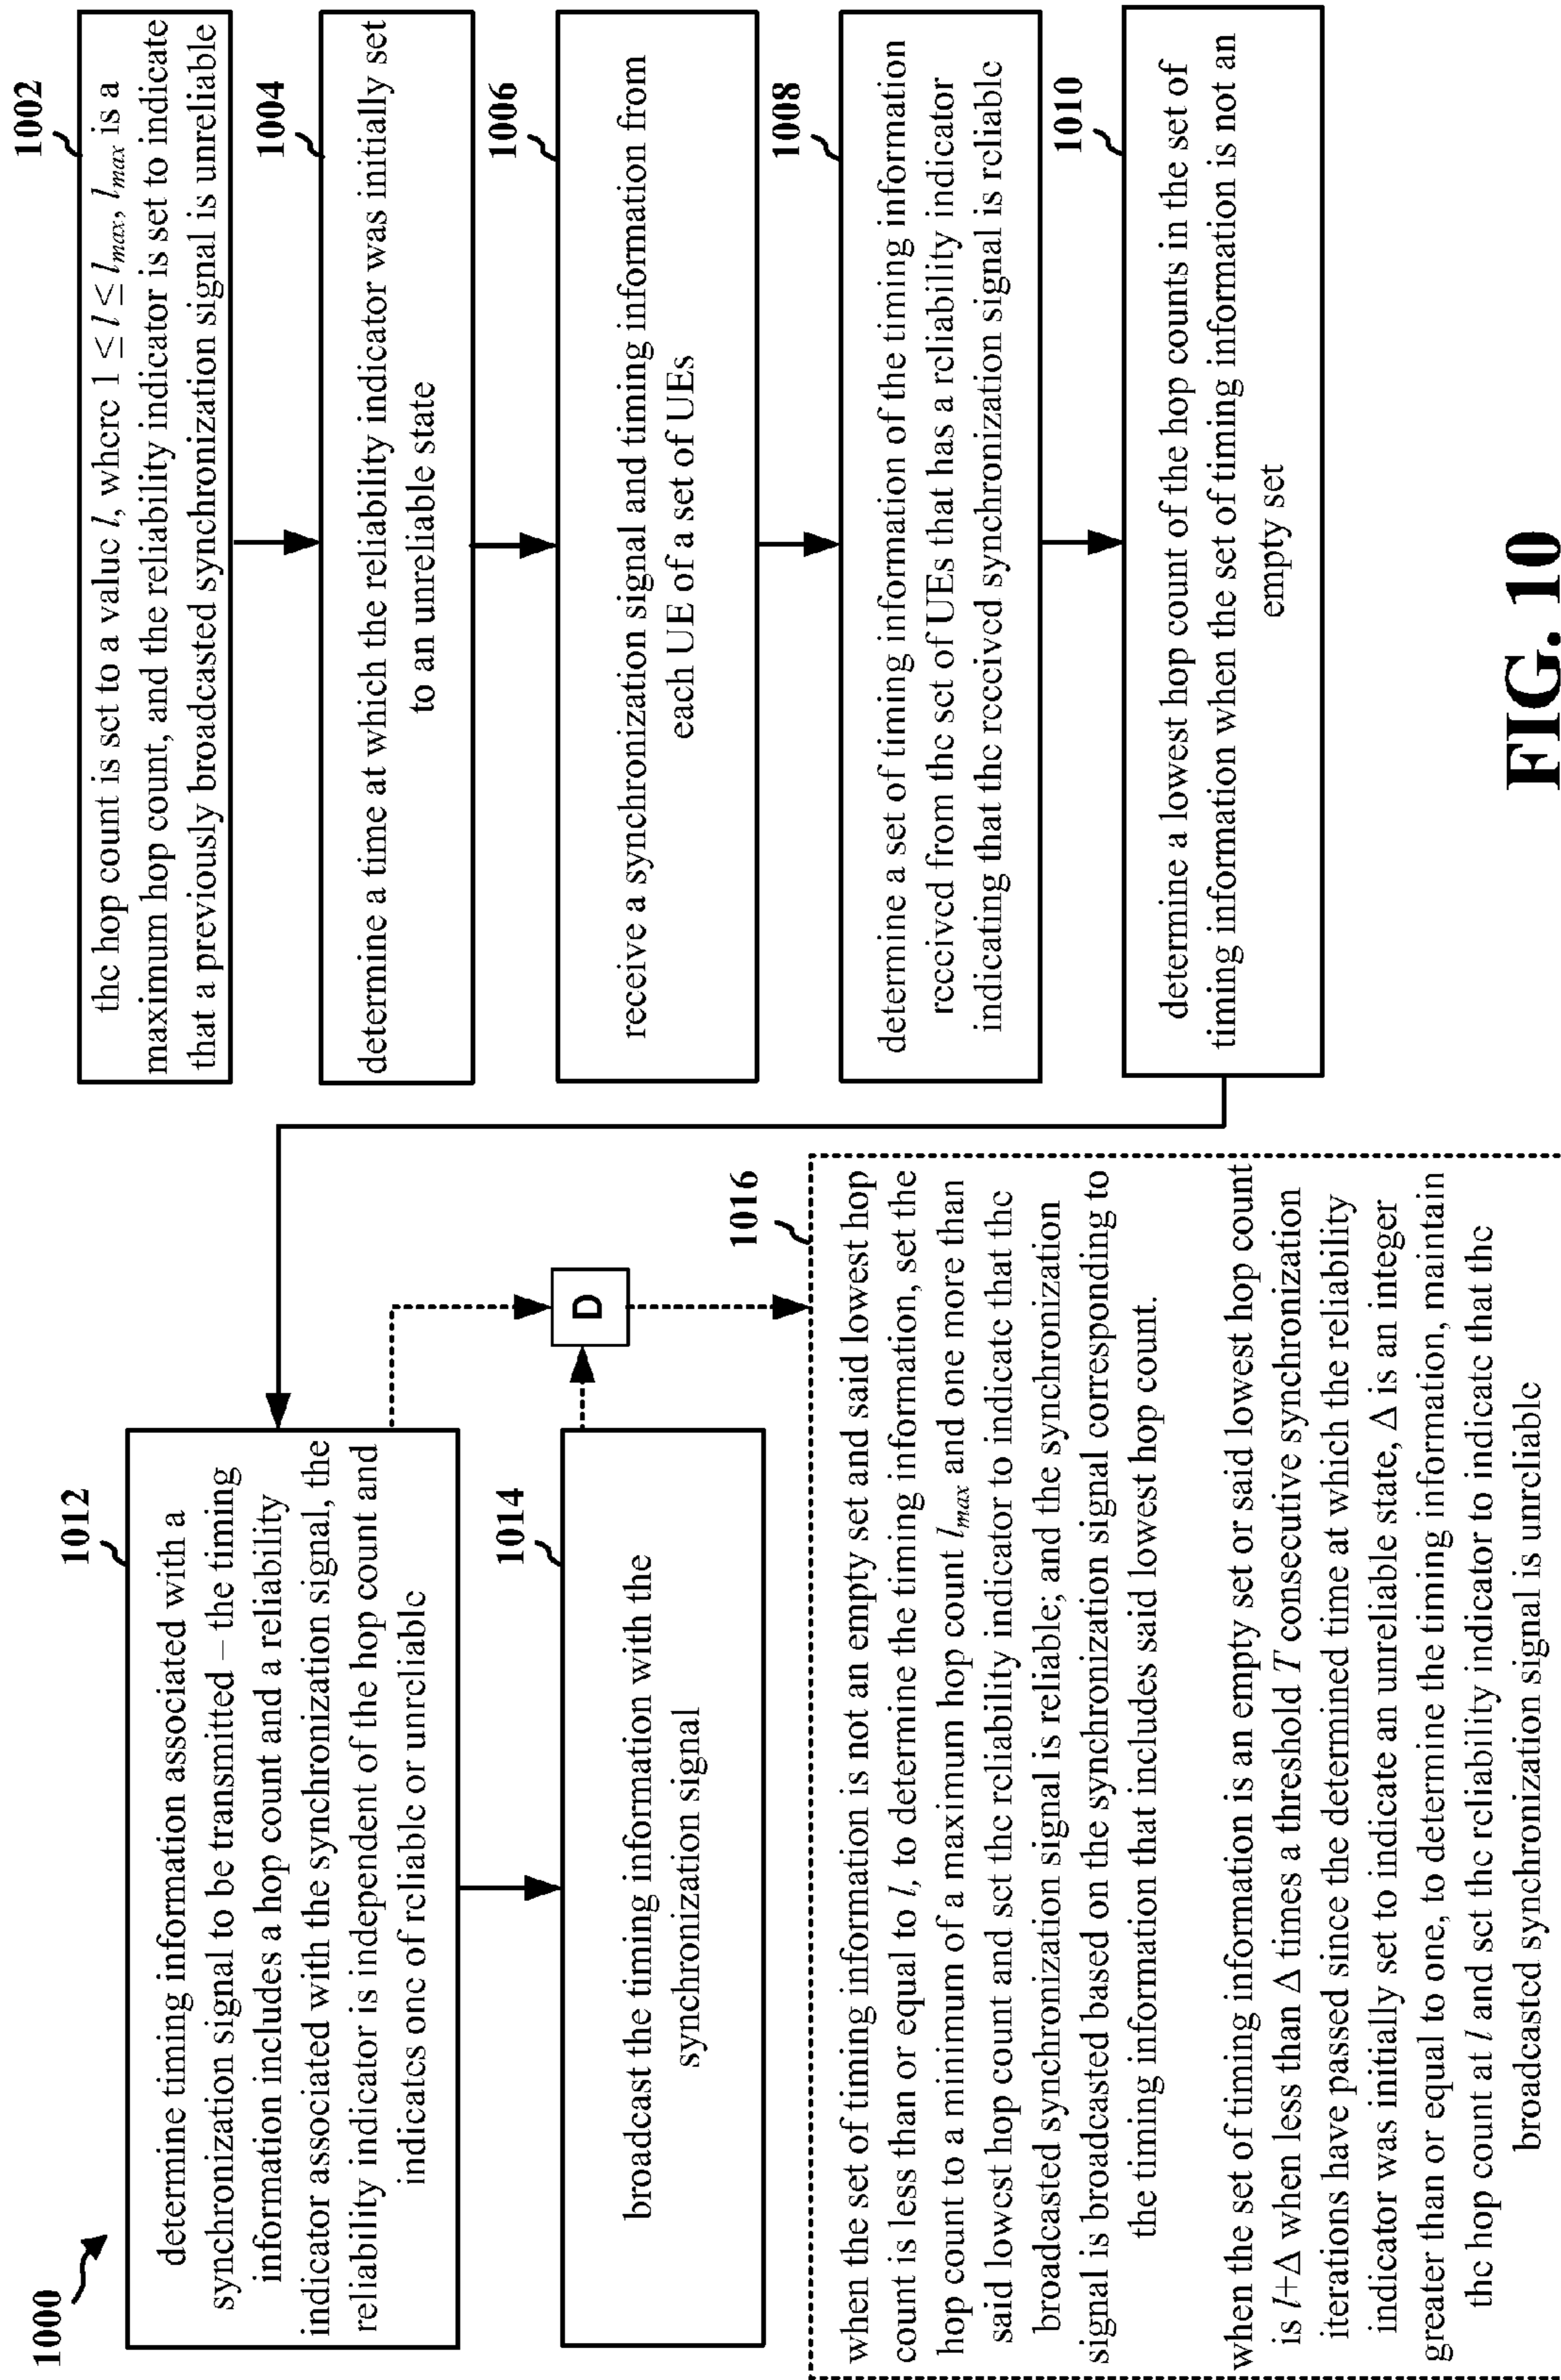 1002
the hop count is set to a value l, where 1 ≤ l ≤ lmax, lmax is a
maximum hop count, and the reliability indicator is set to indicate
that a previously broadcasted synchronization signal is unreliable
1004
determine a time at which the reliability indicator was initially set
to an unreliable state
1006
receive a synchronization signal and timing information from
each UE of a set of UEs
1008
determine a set of timing information of the timing information
received from the set of UEs that has a reliability indicator
indicating that the received synchronization signal is reliable
1010
determine a lowest hop count of the hop counts in the set of
timing information when the set of timing information is not an
empty set
1000
1012
determine timing information associated with a
synchronization signal to be transmitted – the timing
information includes a hop count and a reliability
indicator associated with the synchronization signal, the
reliability indicator is independent of the hop count and
indicates one of reliable or unreliable
1014
broadcast the timing information with the
synchronization signal
D
1016
when the set of timing information is not an empty set and said lowest hop
count is less than or equal to l, to determine the timing information, set the
hop count to a minimum of a maximum hop count lmax and one more than
said lowest hop count and set the reliability indicator to indicate that the
broadcasted synchronization signal is reliable; and the synchronization
signal is broadcasted based on the synchronization signal corresponding to
the timing information that includes said lowest hop count.
when the set of timing information is an empty set or said lowest hop count
is l+Δ when less than Δ times a threshold T consecutive synchronization
iterations have passed since the determined time at which the reliability
indicator was initially set to indicate an unreliable state, Δ is an integer
greater than or equal to one, to determine the timing information, maintain
the hop count at l and set the reliability indicator to indicate that the
broadcasted synchronization signal is unreliable
FIG. 10